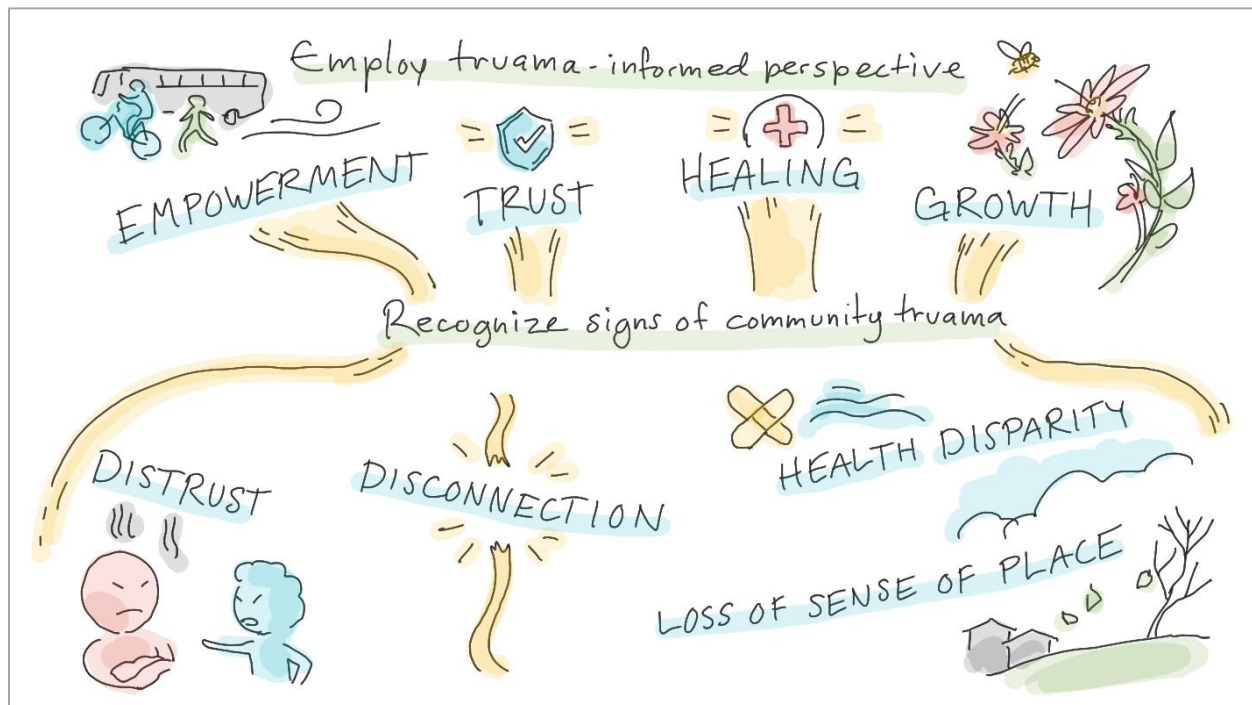 Employ truama-informed perspective
EMPOWERMENT
TRUST
HEALING
GROWTH
Recognize signs of community truama
DISTRUST
DISCONNECTION
HEALTH DISPARITY
LOSS OF SENSE OF PLACE